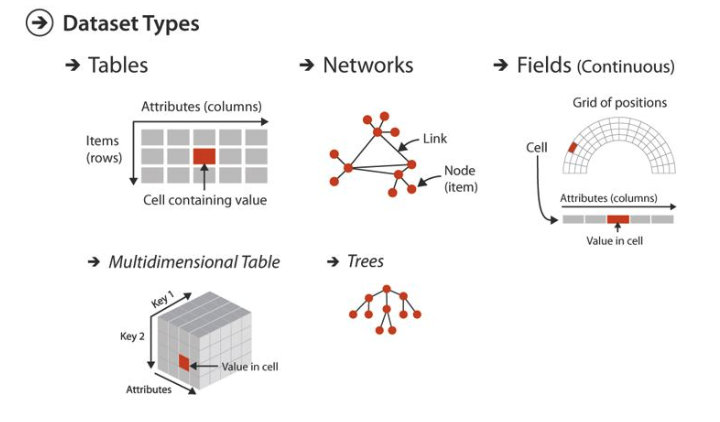 Dataset Types
Tables
Networks
Fields (Continuous)
Attributes (columns)
Items
(rows)
Cell containing value
Link
Node
(item)
Grid of positions
Cell
Attributes (columns)
Value in cell
Multidimensional Table
Trees
Key 1
Key 2
Value in cell
Attributes